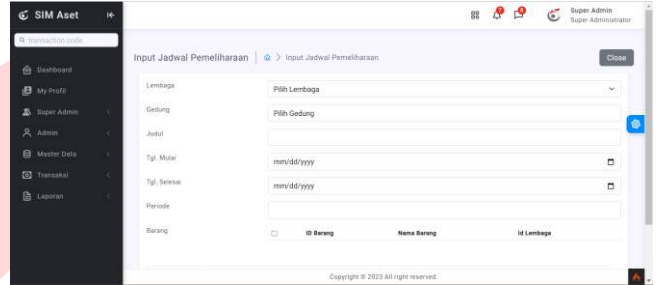 SIM Aset
Super Admin
Super Administrator
transaction code
Input Jadwal Pemeliharaan
Input Jadwal Pemeliharaan
Close
Dashboard
My Profil
Super Admin
Admin
Master Data
Transaksi
Laporan
Lembaga
Pilih Lembaga
Gedung
Pilih Gedung
Judul
Tgl. Mulai
mm/dd/yyyy
Tgl. Selesai
mm/dd/yyyy
Periode
Barang
ID Barang Nama Barang Id Lembaga
Copyright © 2023 All right reserved.